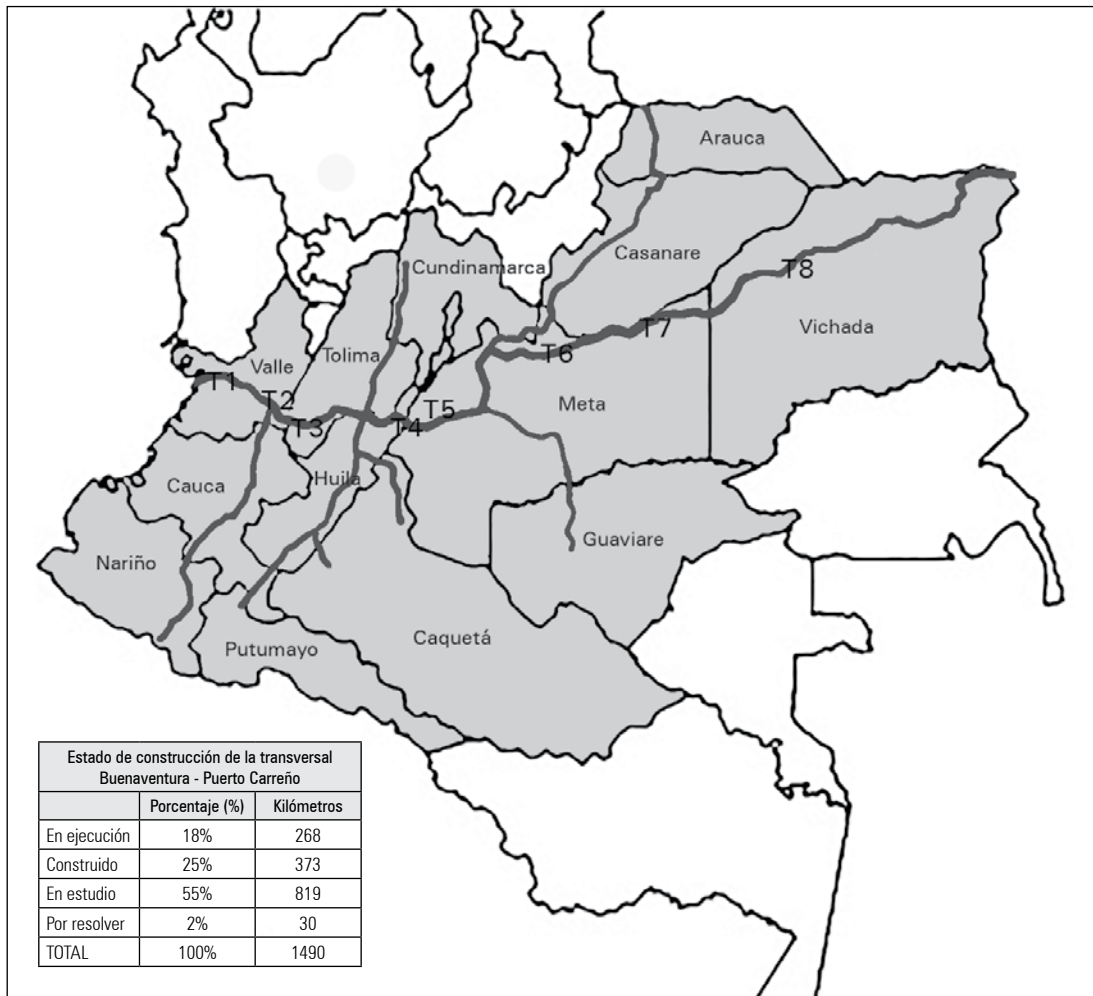 Arauca
Cundinamarca
Casanare
T8
Vichada
Valle
Tolima
T7
T6
T1
T2
T3
T4
T5
Meta
Cauca
Huila
Nariño
Guaviare
Putumayo
Caquetá
Estado de construcción de la transversal
Buenaventura - Puerto Carreño
Porcentaje (%) Kilómetros
En ejecución 18% 268
Construido 25% 373
En estudio 55% 819
Por resolver 2% 30
TOTAL 100% 1490